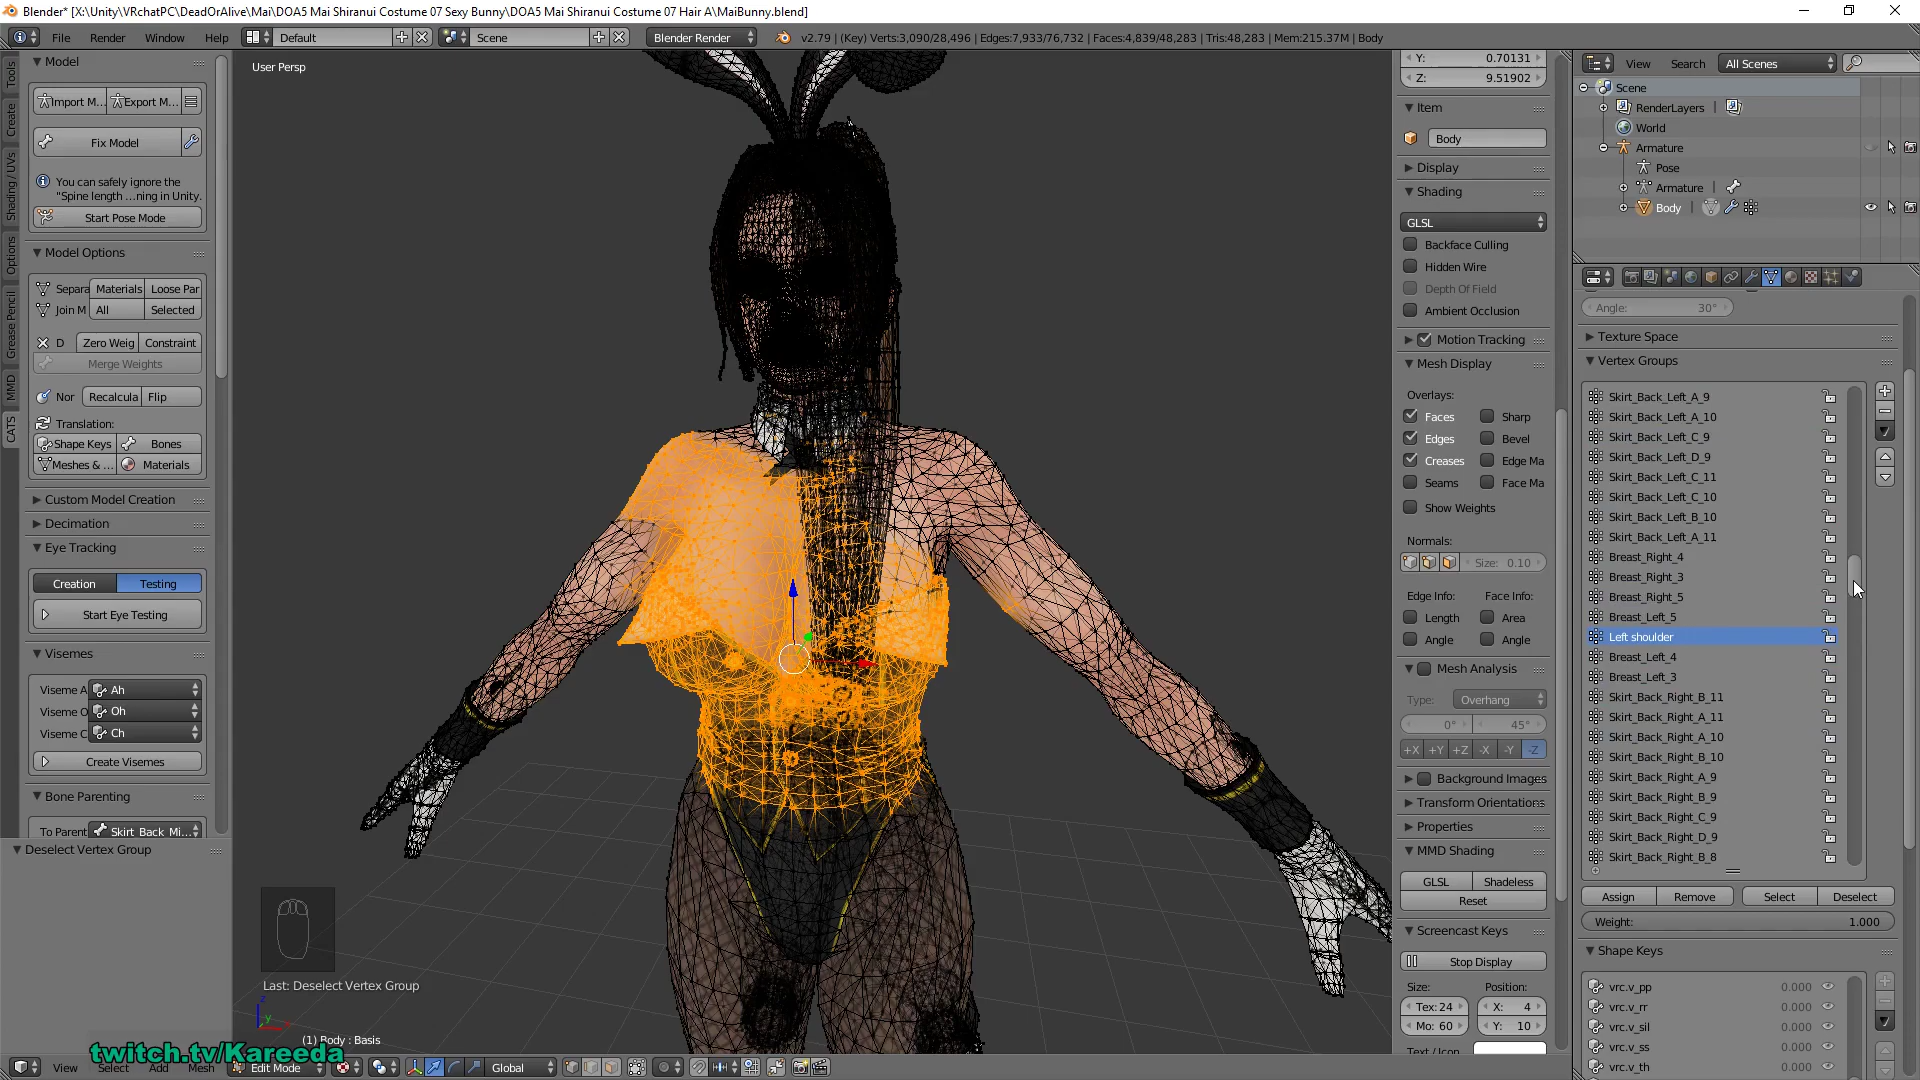 Blender* [X:\Unity\VRchatPC\DeadOrAlive\Mai\DOA5 Mai Shiranui Costume 07 Sexy Bunny\DOA5 Mai Shiranui Costume 07 Hair A\MaiBunny.blend]
File Render Window Help Default Scene Blender Render v2.79 | (Key) Verts:3,090/28,496 | Edges:7,933/76,732 | Faces:4,839/48,283 | Tris:48,283 | Mem:215.37M | Body
Tools
Create
Shading / UVs
Options
Grease Pencil
MMD
CATS
Model
Import M... Export M...
Fix Model
You can safely ignore the
"Spine length ...ning in Unity.
Start Pose Mode
Model Options
Separa Materials Loose Par
Join M All Selected
D Zero Weig Constraint
Merge Weights
Nor Recalcula Flip
Translation:
Shape Keys Bones
Meshes & ... Materials
Custom Model Creation
Decimation
Eye Tracking
Creation Testing
Start Eye Testing
Visemes
Viseme A Ah
Viseme O Oh
Viseme C Ch
Create Visemes
Bone Parenting
To Parent Skirt Back Mi...
Deselect Vertex Group
User Persp
Last: Deselect Vertex Group
z
y
(1) Body : Basis
twitch.tv/Kareeda
View Select Add Mesh Edit Mode Global
Y: 0.70131
Z: 9.51902
Item
Body
Display
Shading
GLSL
Backface Culling
Hidden Wire
Depth Of Field
Ambient Occlusion
Motion Tracking
Mesh Display
Overlays:
Faces Sharp
Edges Bevel
Creases Edge Ma
Seams Face Ma
Show Weights
Normals:
Size: 0.10
Edge Info: Face Info:
Length Area
Angle Angle
Mesh Analysis
Type: Overhang
0° 45°
+X +Y +Z -X -Y -Z
Background Images
Transform Orientations
Properties
MMD Shading
GLSL Shadeless
Reset
Screencast Keys
Stop Display
Size: Position:
Tex:24 X: 4
Mo: 60 Y: 10
Text / Icon
View Search All Scenes
Scene
RenderLayers |
World
Armature
Pose
Armature |
Body |
Angle: 30°
Texture Space
Vertex Groups
Skirt_Back_Left_A_9
Skirt_Back_Left_A_10
Skirt_Back_Left_C_9
Skirt_Back_Left_D_9
Skirt_Back_Left_C_11
Skirt_Back_Left_C_10
Skirt_Back_Left_B_10
Skirt_Back_Left_A_11
Breast_Right_4
Breast_Right_3
Breast_Right_5
Breast_Left_5
Left shoulder
Breast_Left_4
Breast_Left_3
Skirt_Back_Right_B_11
Skirt_Back_Right_A_11
Skirt_Back_Right_A_10
Skirt_Back_Right_B_10
Skirt_Back_Right_A_9
Skirt_Back_Right_B_9
Skirt_Back_Right_C_9
Skirt_Back_Right_D_9
Skirt_Back_Right_B_8
Assign Remove Select Deselect
Weight: 1.000
Shape Keys
vrc.v_pp 0.000
vrc.v_rr 0.000
vrc.v_sil 0.000
vrc.v_ss 0.000
vrc.v_th 0.000